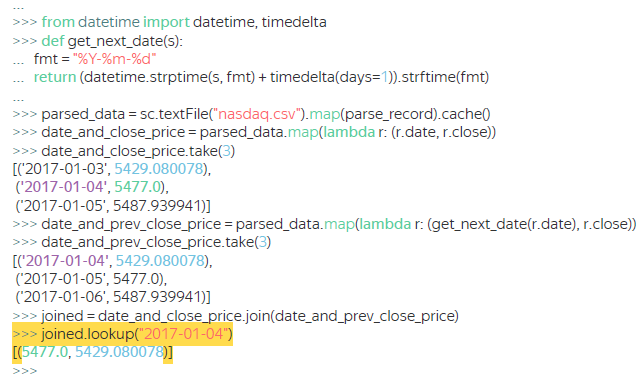 ...
>>> from datetime import datetime, timedelta
>>> def get_next_date(s):
... fmt = "%Y-%m-%d"
... return (datetime.strptime(s, fmt) + timedelta(days=1)).strftime(fmt)
...
>>> parsed_data = sc.textFile("nasdaq.csv").map(parse_record).cache()
>>> date_and_close_price = parsed_data.map(lambda r: (r.date, r.close))
>>> date_and_close_price.take(3)
[('2017-01-03', 5429.080078),
('2017-01-04', 5477.0),
('2017-01-05', 5487.939941)]
>>> date_and_prev_close_price = parsed_data.map(lambda r: (get_next_date(r.date), r.close))
>>> date_and_prev_close_price.take(3)
[('2017-01-04', 5429.080078),
('2017-01-05', 5477.0),
('2017-01-06', 5487.939941)]
>>> joined = date_and_close_price.join(date_and_prev_close_price)
>>> joined.lookup("2017-01-04")
[(5477.0, 5429.080078)]
>>>